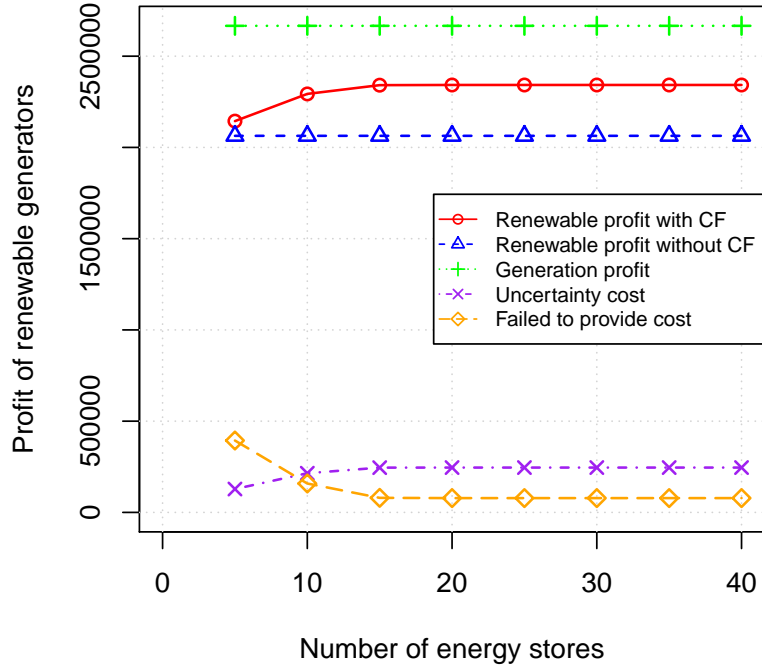 Profit of renewable generators
2500000
1500000
500000
0
Renewable profit with CF
Renewable profit without CF
Generation profit
Uncertainty cost
Failed to provide cost
0 10 20 30 40
Number of energy stores